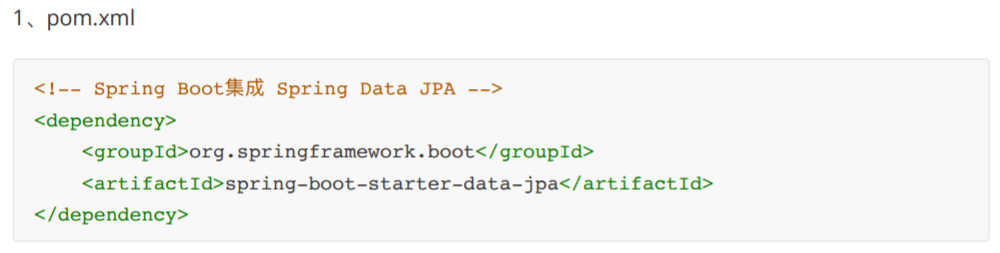 1、pom.xml
<!-- Spring Boot集成 Spring Data JPA -->
<dependency>
    <groupId>org.springframework.boot</groupId>
    <artifactId>spring-boot-starter-data-jpa</artifactId>
</dependency>